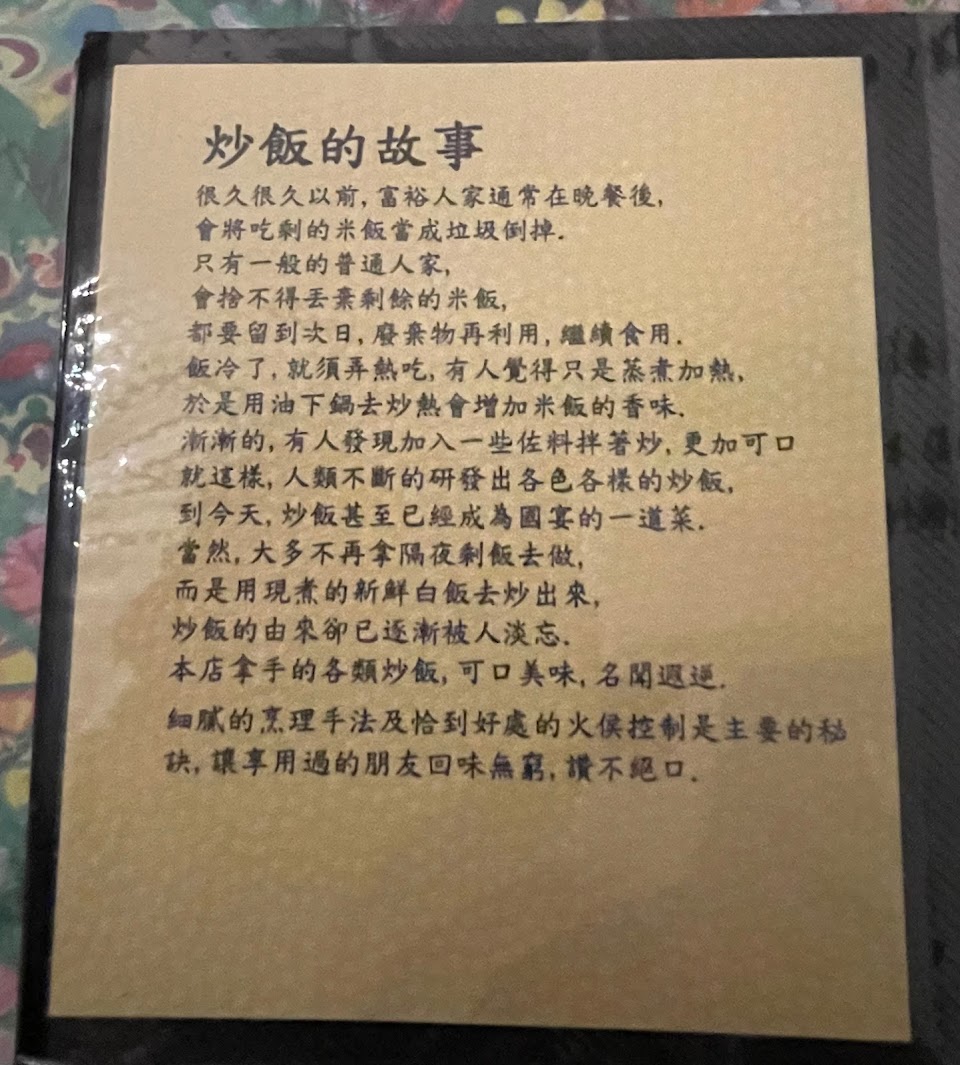 炒飯的故事
很久很久以前,富裕人家通常在晚餐後,
會將吃剩的米飯當成垃圾倒掉.
只有一般的普通人家,
會捨不得丟棄剩餘的米飯,
都要留到次日,廢棄物再利用,繼續食用.
飯冷了,就須弄熱吃,有人覺得只是蒸煮加熱,
於是用油下鍋去炒熱會增加米飯的香味.
漸漸的,有人發現加入一些佐料拌著炒,更加可口
就這樣,人類不斷的研發出各色各樣的炒飯,
到今天,炒飯甚至已經成為國宴的一道菜.
當然,大多不再拿隔夜剩飯去做,
而是用現煮的新鮮白飯去炒出來,
炒飯的由來卻已逐漸被人淡忘.
本店拿手的各類炒飯,可口美味,名聞遐邇.
細膩的烹理手法及恰到好處的火侯控制是主要的秘
訣,讓享用過的朋友回味無窮,讚不絕口.